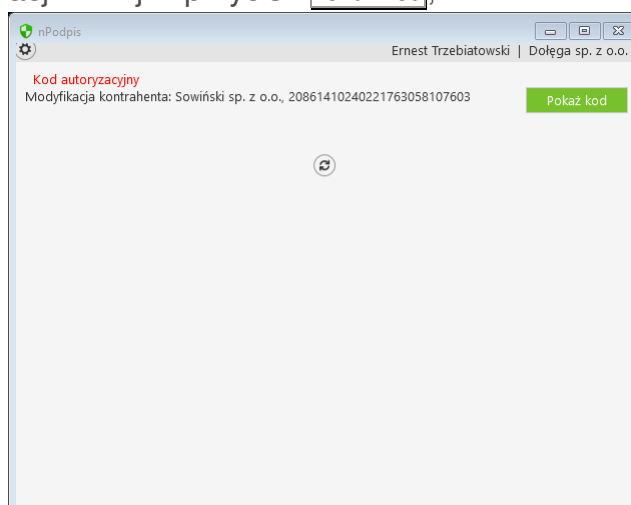 nPodpis
Ernest Trzebiatowski | Dołęga sp. z o.o.
Kod autoryzacyjny
Modyfikacja kontrahenta: Sowiński sp. z o.o., 20861410240221763058107603
Pokaż kod